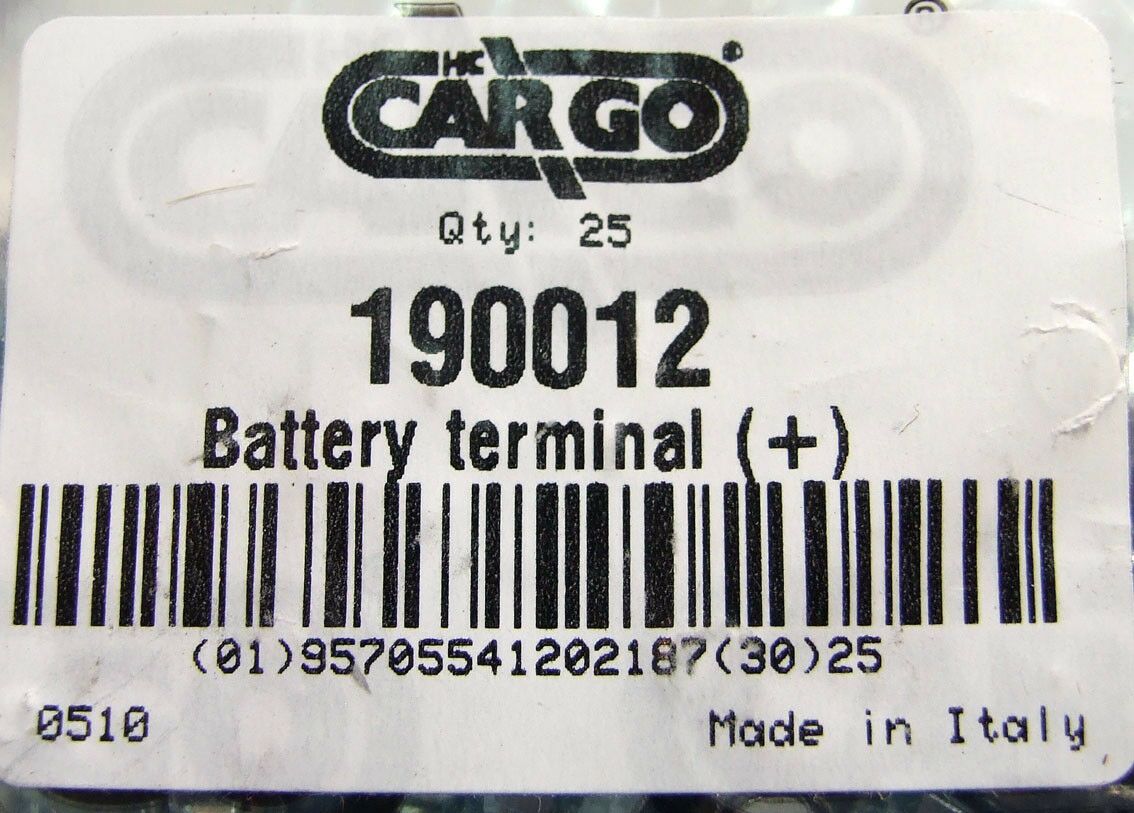 HC
CARGO®
Qty: 25
190012
Battery terminal (+)
(01)95705541202187(30)25
0510
Made in Italy